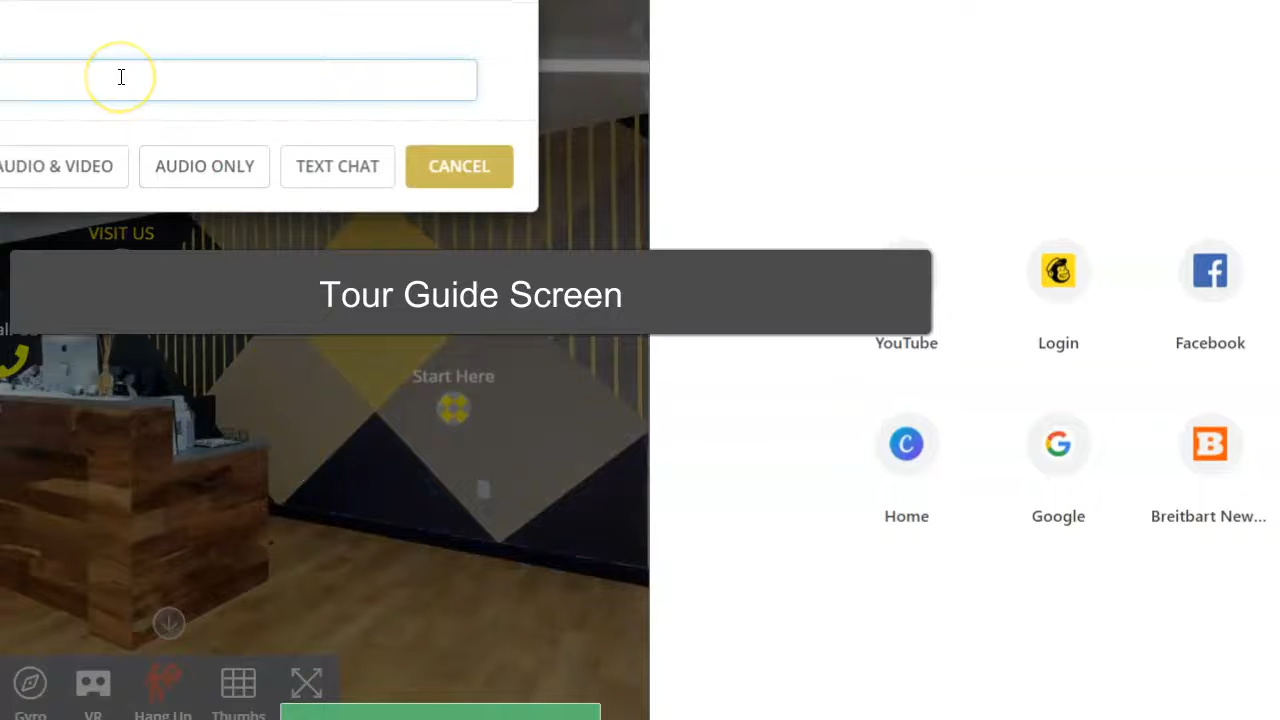 AUDIO & VIDEO
AUDIO ONLY
TEXT CHAT
CANCEL
VISIT US
Tour Guide Screen
Start Here
YouTube
Login
Facebook
Home
Google
Breitbart New...
Gyro
VR
Hang Up
Thumbs